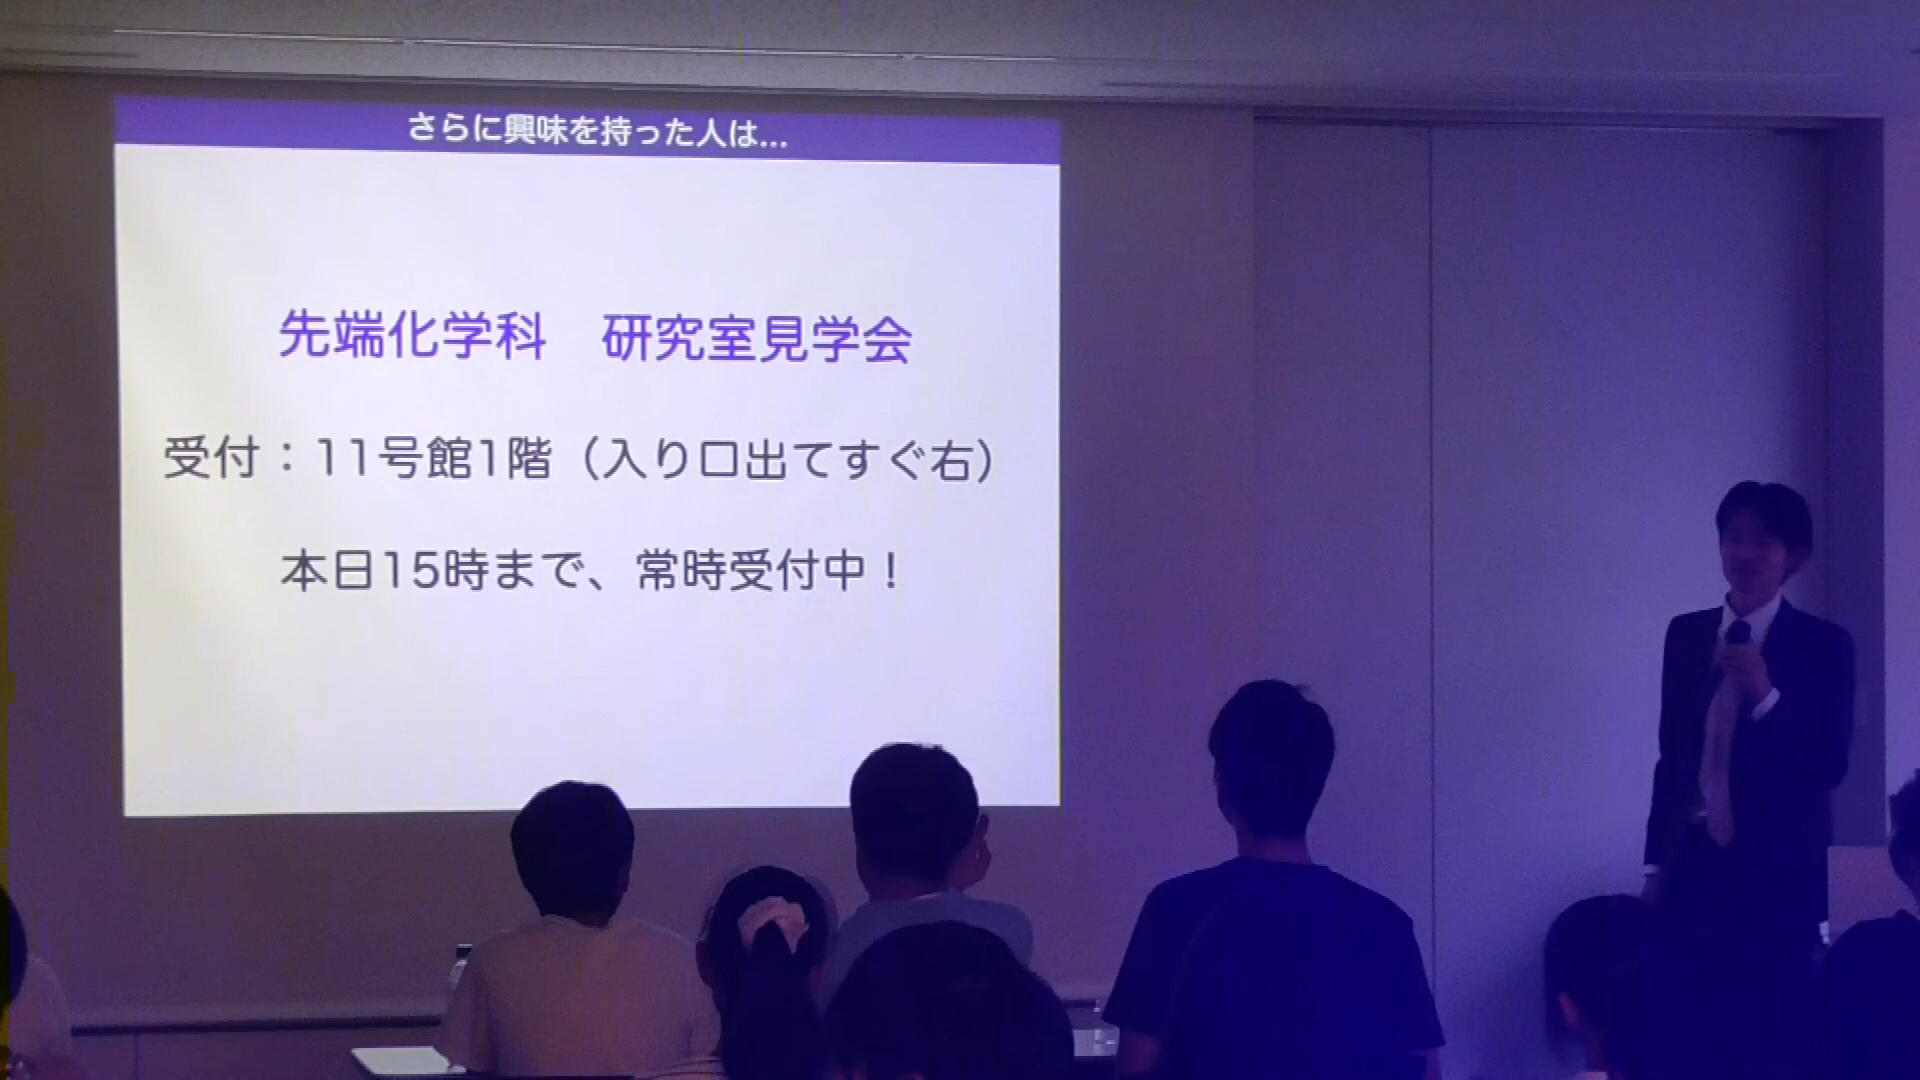 さらに興味を持った人は...
先端化学科　研究室見学会
受付：11号館1階（入り口出てすぐ右）
本日15時まで、常時受付中！